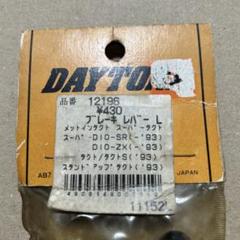 DAYTO
品番 12196
¥430
ブレーキ レバー L
メットインタクト スーパータクト
スーパーDIO-SR(-'93)
DIO-ZX(-'93)
タクト/タクトS('93)
スタンドアップタクト('93)
AB7
JAPAN
11152